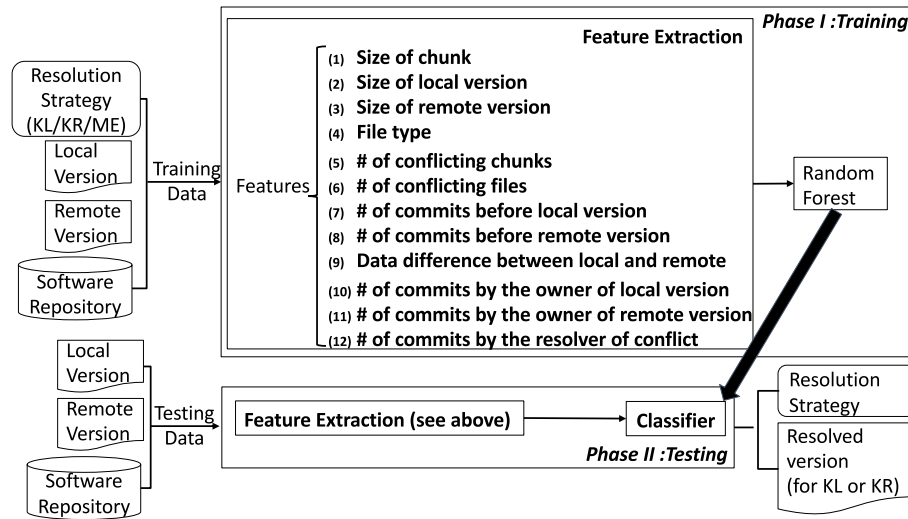 Phase I :Training
Feature Extraction
Resolution
Strategy
(KL/KR/ME)
Local
Version
Remote
Version
Software
Repository
Training
Data
Features
(1) Size of chunk
(2) Size of local version
(3) Size of remote version
(4) File type
(5) # of conflicting chunks
(6) # of conflicting files
(7) # of commits before local version
(8) # of commits before remote version
(9) Data difference between local and remote
(10) # of commits by the owner of local version
(11) # of commits by the owner of remote version
(12) # of commits by the resolver of conflict
Random
Forest
Local
Version
Remote
Version
Software
Repository
Testing
Data
Feature Extraction (see above)
Classifier
Phase II :Testing
Resolution
Strategy
Resolved
version
(for KL or KR)